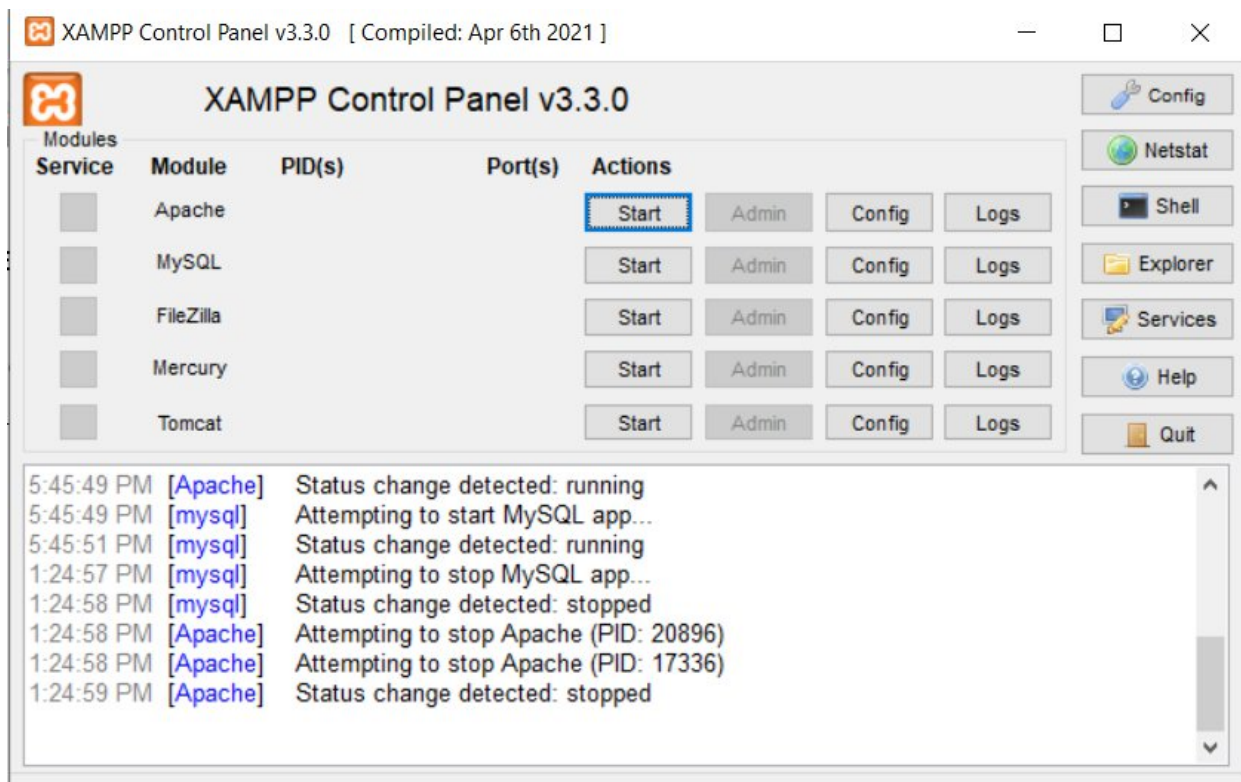 XAMPP Control Panel v3.3.0 [ Compiled: Apr 6th 2021 ]
XAMPP Control Panel v3.3.0
Config
Modules
Netstat
Service Module PID(s) Port(s) Actions
Apache Start Admin Config Logs
Shell
MySQL Start Admin Config Logs
Explorer
FileZilla Start Admin Config Logs
Services
Mercury Start Admin Config Logs
Help
Tomcat Start Admin Config Logs
Quit
5:45:49 PM [Apache] Status change detected: running
5:45:49 PM [mysql] Attempting to start MySQL app...
5:45:51 PM [mysql] Status change detected: running
1:24:57 PM [mysql] Attempting to stop MySQL app...
1:24:58 PM [mysql] Status change detected: stopped
1:24:58 PM [Apache] Attempting to stop Apache (PID: 20896)
1:24:58 PM [Apache] Attempting to stop Apache (PID: 17336)
1:24:59 PM [Apache] Status change detected: stopped